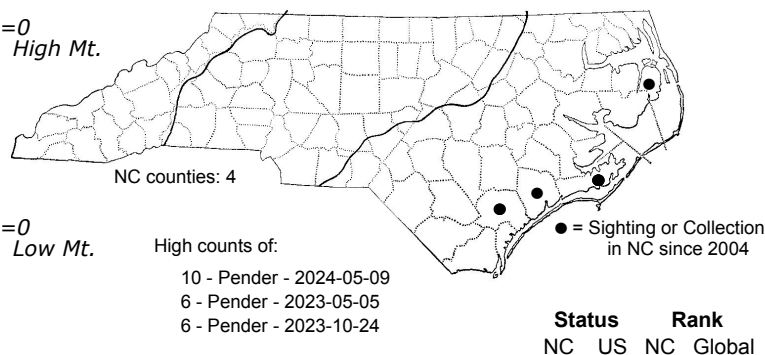 =0
High Mt.
NC counties: 4
=0
Low Mt.
High counts of:
10 - Pender - 2024-05-09
6 - Pender - 2023-05-05
6 - Pender - 2023-10-24
● = Sighting or Collection
in NC since 2004
Status Rank
NC US NC Global